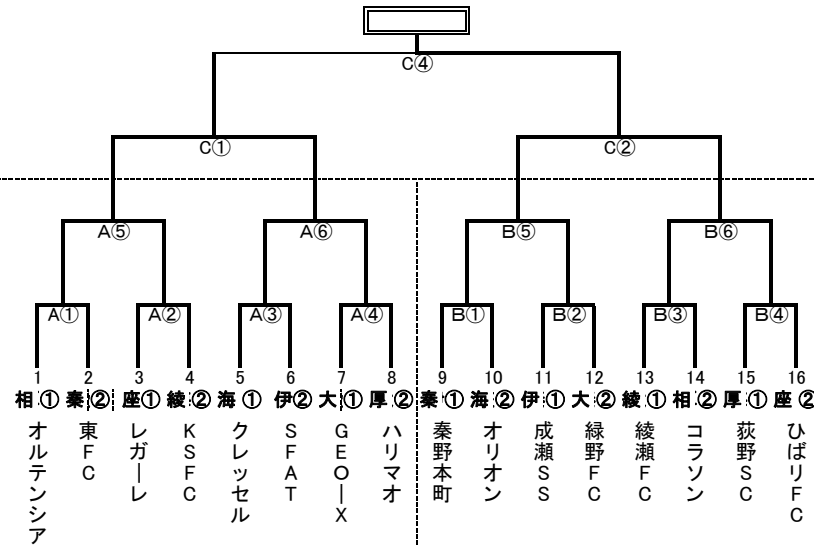 C④
C① C②
A⑤ A⑥ B⑤ B⑥
A① A② A③ A④ B① B② B③ B④
1 2 3 4 5 6 7 8 9 10 11 12 13 14 15 16
相① 秦② 座① 綾② 海① 伊② 大① 厚② 秦① 海② 伊① 大② 綾① 相② 厚① 座②
オルテンシア
東FC
レガーレ
KSFC
クレッセル
SFAT
GEO－X
ハリマオ
秦野本町
オリオン
成瀬SS
緑野FC
綾瀬FC
コラソン
荻野SC
ひばりFC